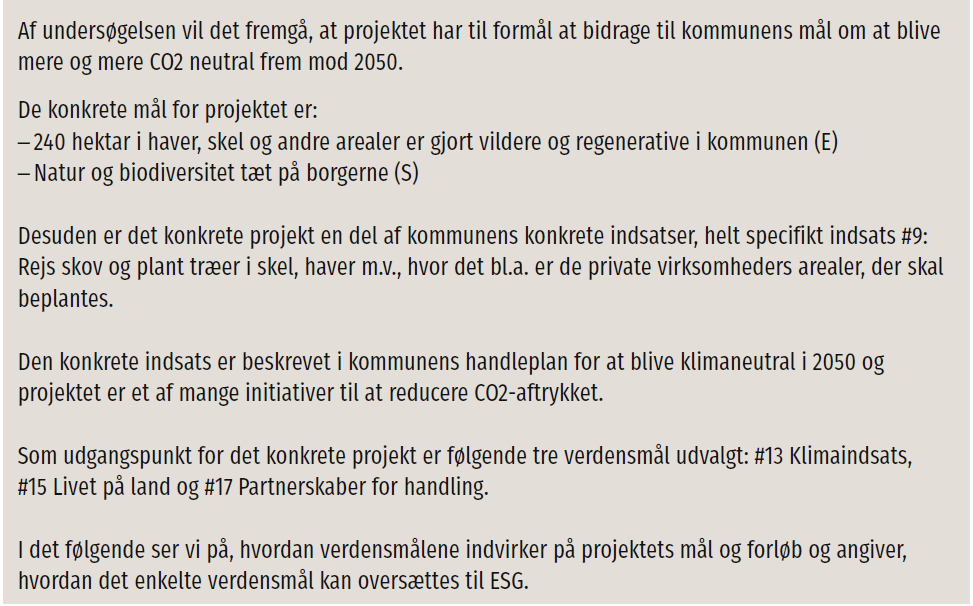 Af undersøgelsen vil det fremgå, at projektet har til formål at bidrage til kommunens mål om at blive
mere og mere CO2 neutral frem mod 2050.
De konkrete mål for projektet er:
– 240 hektar i haver, skel og andre arealer er gjort vildere og regenerative i kommunen (E)
– Natur og biodiversitet tæt på borgerne (S)
Desuden er det konkrete projekt en del af kommunens konkrete indsatser, helt specifikt indsats #9:
Rejs skov og plant træer i skel, haver m.v., hvor det bl.a. er de private virksomheders arealer, der skal
beplantes.
Den konkrete indsats er beskrevet i kommunens handleplan for at blive klimaneutral i 2050 og
projektet er et af mange initiativer til at reducere CO2-aftrykket.
Som udgangspunkt for det konkrete projekt er følgende tre verdensmål udvalgt: #13 Klimaindsats,
#15 Livet på land og #17 Partnerskaber for handling.
I det følgende ser vi på, hvordan verdensmålene indvirker på projektets mål og forløb og angiver,
hvordan det enkelte verdensmål kan oversættes til ESG.